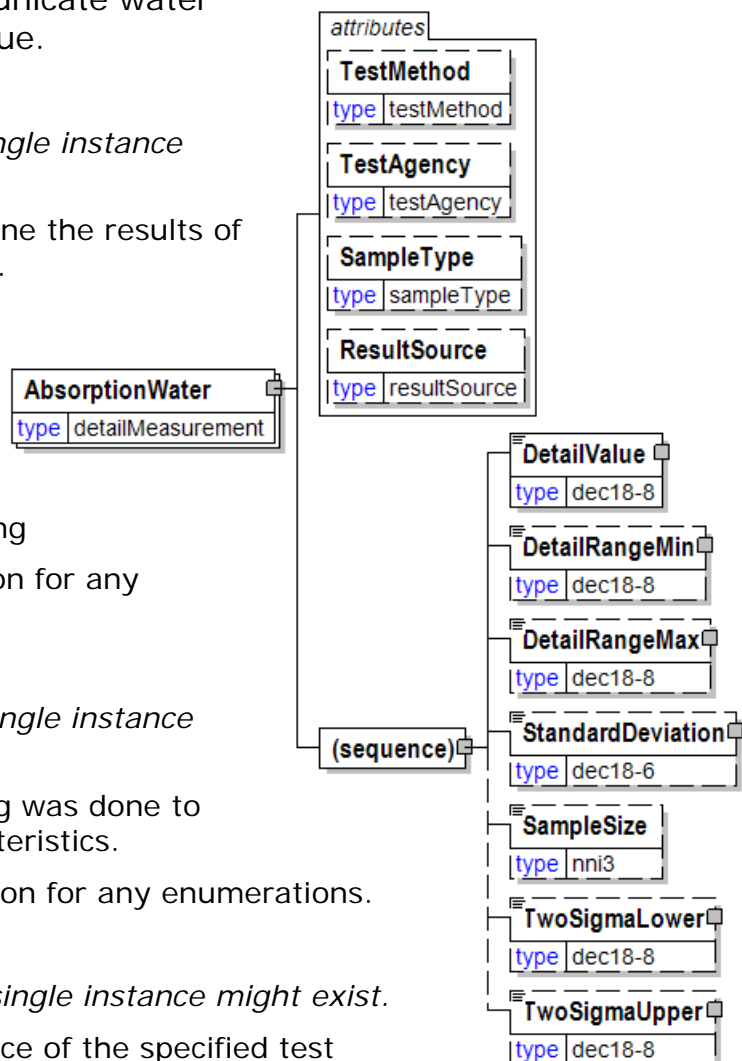 unicate water
ue.
ngle instance
ne the results of
.
ng
on for any
ngle instance
g was done to
teristics.
on for any enumerations.
single instance might exist.
ce of the specified test
attributes
TestMethod
type testMethod
TestAgency
type testAgency
SampleType
type sampleType
ResultSource
type resultSource
AbsorptionWater
type detailMeasurement
(sequence)
DetailValue
type dec18-8
DetailRangeMin
type dec18-8
DetailRangeMax
type dec18-8
StandardDeviation
type dec18-6
SampleSize
type nni3
TwoSigmaLower
type dec18-8
TwoSigmaUpper
type dec18-8